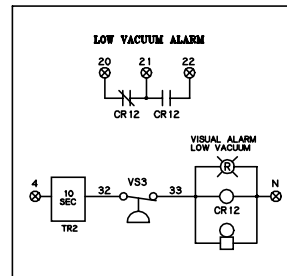 LOW VACUUM ALARM
20 21 22
CR12 CR12
VISUAL ALARM
LOW VACUUM
R
4 10 SEC 32 VS3 33 N
CR12
TR2